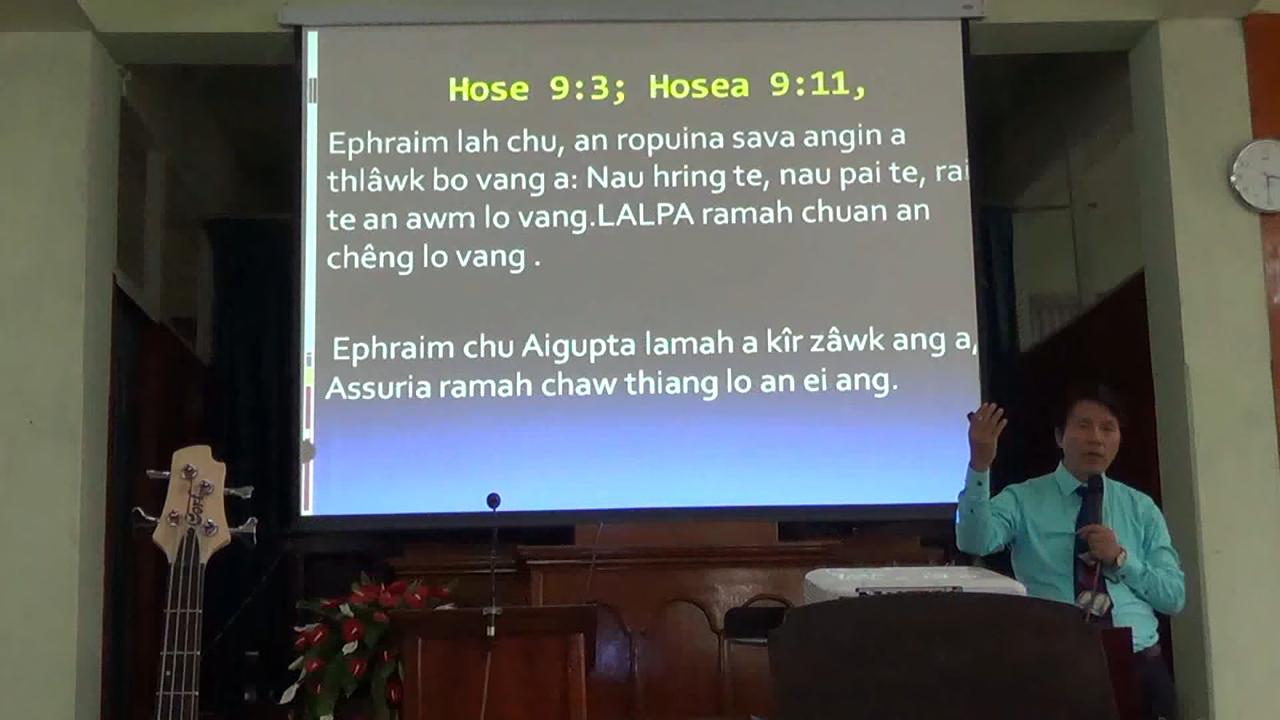 Hose 9:3; Hosea 9:11,
Ephraim lah chu, an ropuina sava angin a
thlâwk bo vang a: Nau hring te, nau pai te, rai
te an awm lo vang.LALPA ramah chuan an
chêng lo vang .
Ephraim chu Aigupta lamah a kîr zâwk ang a,
Assuria ramah chaw thiang lo an ei ang.
Cort